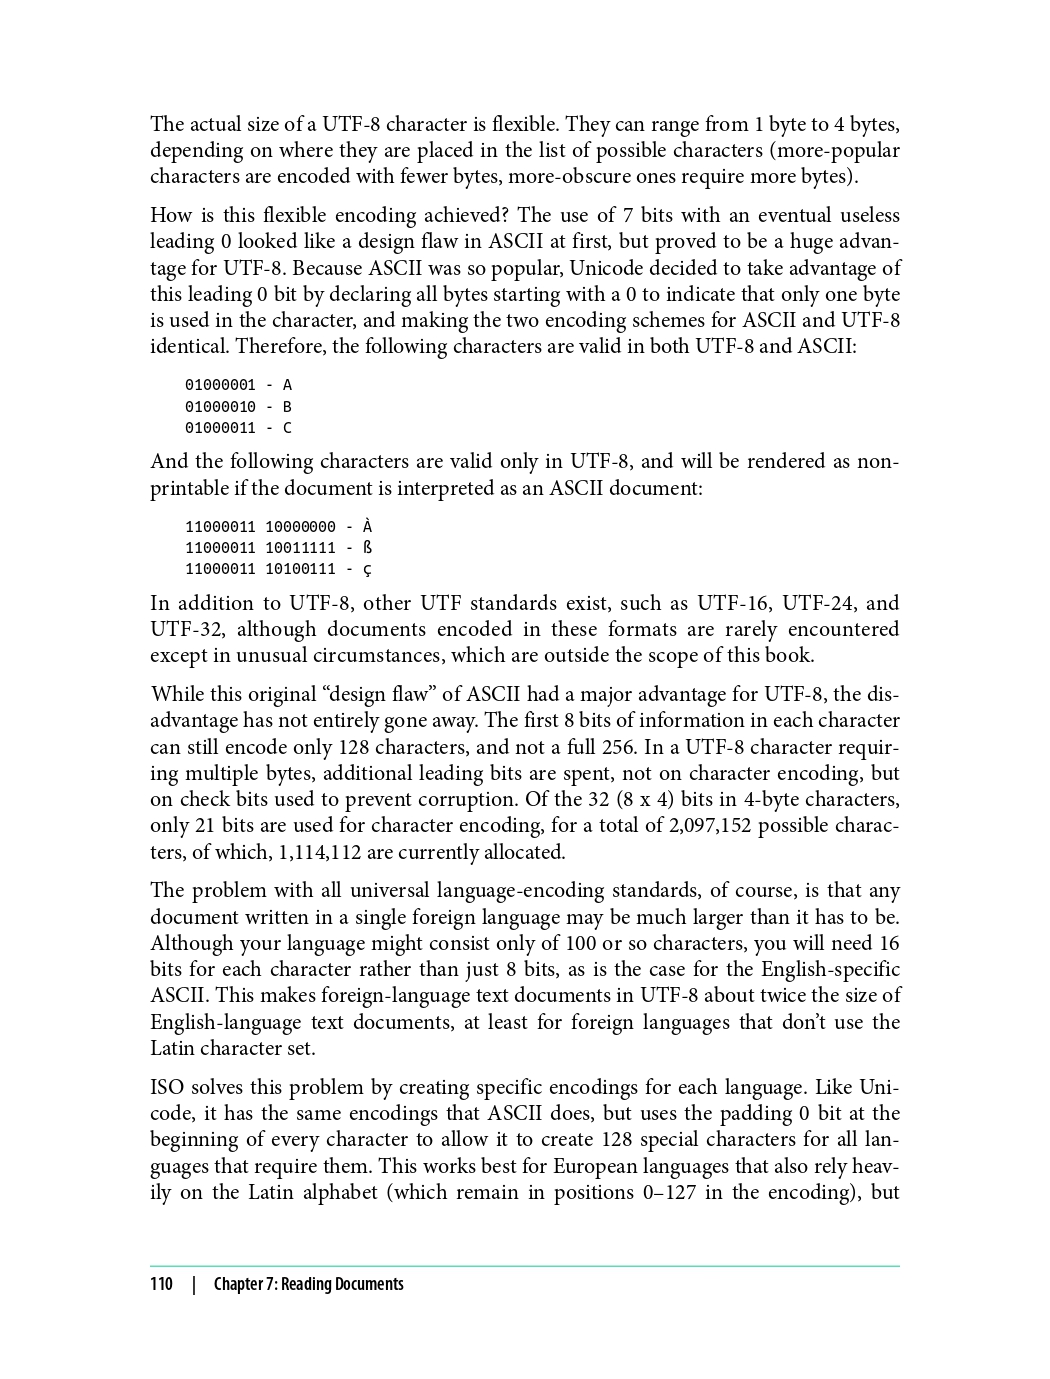 The actual size of a UTF-8 character is flexible. They can range from 1 byte to 4 bytes,
depending on where they are placed in the list of possible characters (more-popular
characters are encoded with fewer bytes, more-obscure ones require more bytes).
How is this flexible encoding achieved? The use of 7 bits with an eventual useless
leading 0 looked like a design flaw in ASCII at first, but proved to be a huge advan-
tage for UTF-8. Because ASCII was so popular, Unicode decided to take advantage of
this leading 0 bit by declaring all bytes starting with a 0 to indicate that only one byte
is used in the character, and making the two encoding schemes for ASCII and UTF-8
identical. Therefore, the following characters are valid in both UTF-8 and ASCII:
01000001 - A
01000010 - B
01000011 - C
And the following characters are valid only in UTF-8, and will be rendered as non-
printable if the document is interpreted as an ASCII document:
11000011 10000000 - À
11000011 10011111 - ß
11000011 10100111 - ç
In addition to UTF-8, other UTF standards exist, such as UTF-16, UTF-24, and
UTF-32, although documents encoded in these formats are rarely encountered
except in unusual circumstances, which are outside the scope of this book.
While this original “design flaw” of ASCII had a major advantage for UTF-8, the dis-
advantage has not entirely gone away. The first 8 bits of information in each character
can still encode only 128 characters, and not a full 256. In a UTF-8 character requir-
ing multiple bytes, additional leading bits are spent, not on character encoding, but
on check bits used to prevent corruption. Of the 32 (8 x 4) bits in 4-byte characters,
only 21 bits are used for character encoding, for a total of 2,097,152 possible charac-
ters, of which, 1,114,112 are currently allocated.
The problem with all universal language-encoding standards, of course, is that any
document written in a single foreign language may be much larger than it has to be.
Although your language might consist only of 100 or so characters, you will need 16
bits for each character rather than just 8 bits, as is the case for the English-specific
ASCII. This makes foreign-language text documents in UTF-8 about twice the size of
English-language text documents, at least for foreign languages that don’t use the
Latin character set.
ISO solves this problem by creating specific encodings for each language. Like Uni-
code, it has the same encodings that ASCII does, but uses the padding 0 bit at the
beginning of every character to allow it to create 128 special characters for all lan-
guages that require them. This works best for European languages that also rely heav-
ily on the Latin alphabet (which remain in positions 0–127 in the encoding), but
110 | Chapter 7: Reading Documents